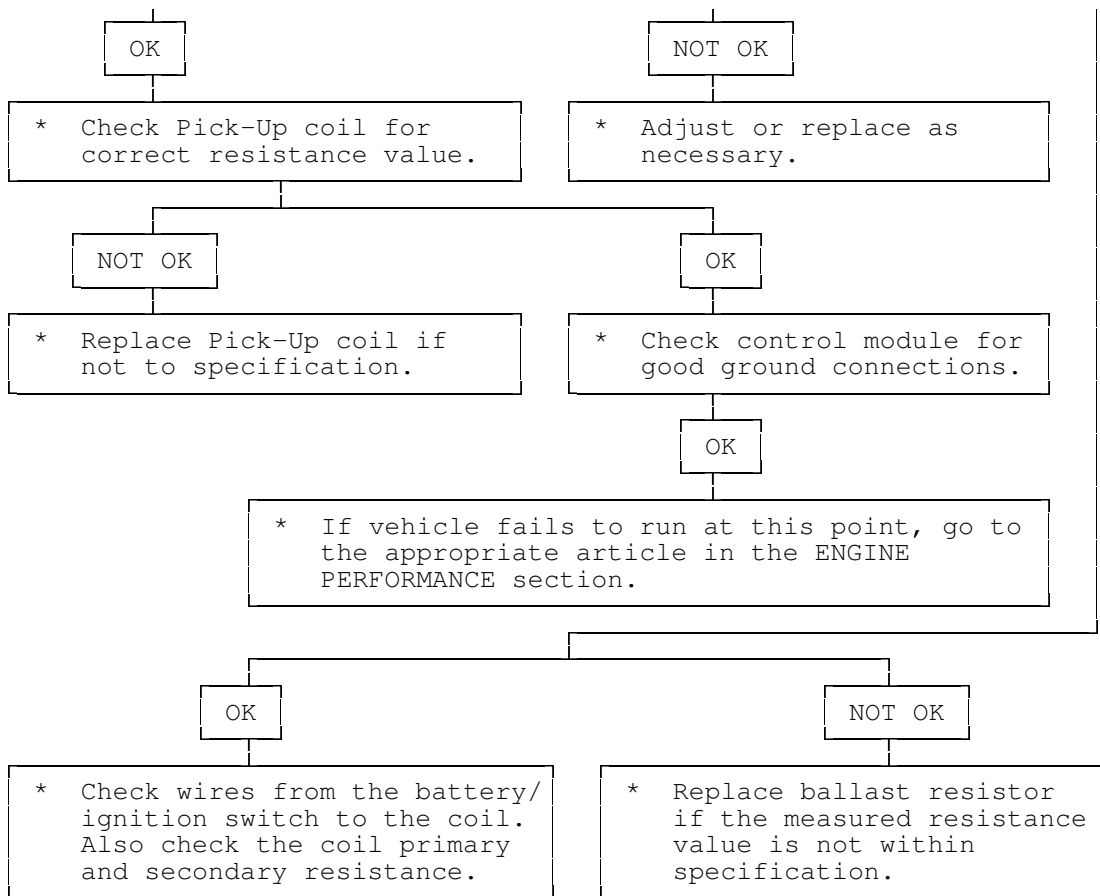 OK
NOT OK
* Check Pick-Up coil for
correct resistance value.
* Adjust or replace as
necessary.
NOT OK
OK
* Replace Pick-Up coil if
not to specification.
* Check control module for
good ground connections.
OK
* If vehicle fails to run at this point, go to
the appropriate article in the ENGINE
PERFORMANCE section.
OK
NOT OK
* Check wires from the battery/
ignition switch to the coil.
Also check the coil primary
and secondary resistance.
* Replace ballast resistor
if the measured resistance
value is not within
specification.